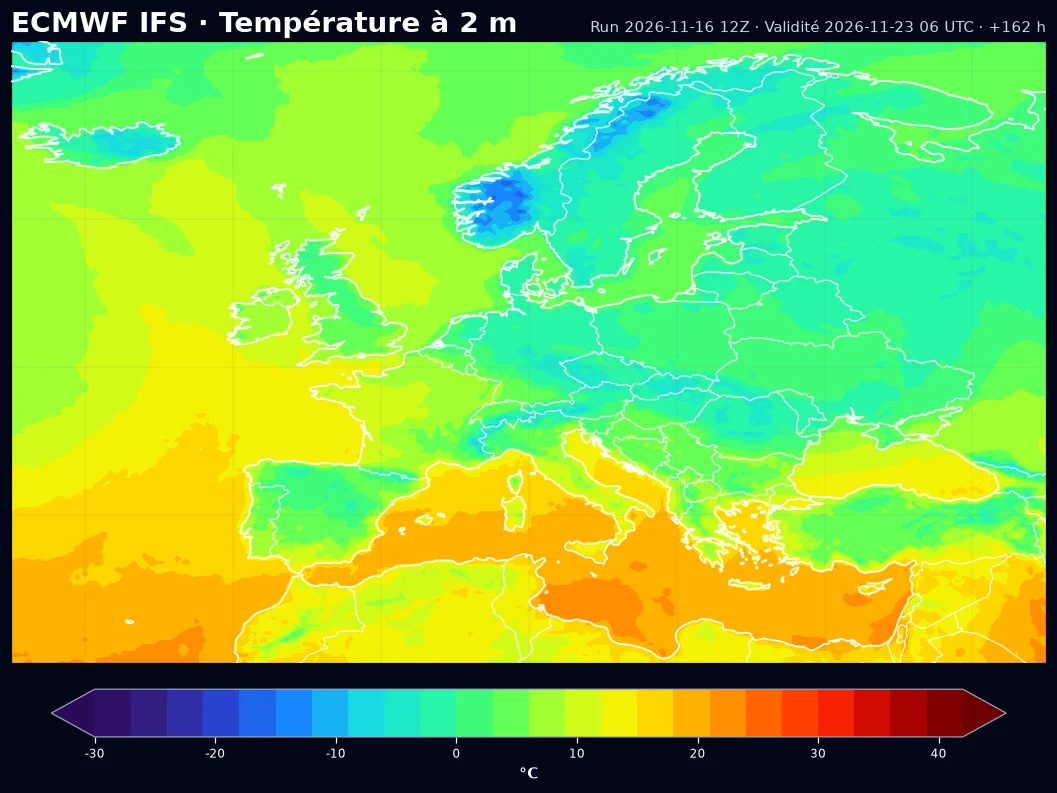 ECMWF IFS · Température à 2 m
Run 2026-11-16 12Z · Validité 2026-11-23 06 UTC · +162 h
-30 -20 -10 0 10 20 30 40
°C